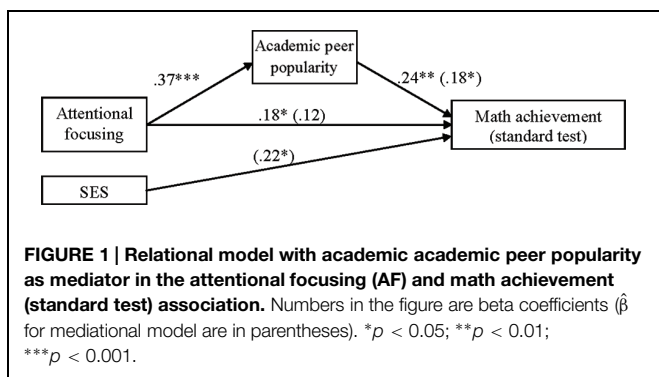 Academic peer
popularity
.37***
.24** (.18*)
Attentional
focusing
.18* (.12)
Math achievement
(standard test)
(.22*)
SES
FIGURE 1 | Relational model with academic academic peer popularity
as mediator in the attentional focusing (AF) and math achievement
(standard test) association. Numbers in the figure are beta coefficients (β̂
for mediational model are in parentheses). *p < 0.05; **p < 0.01;
***p < 0.001.